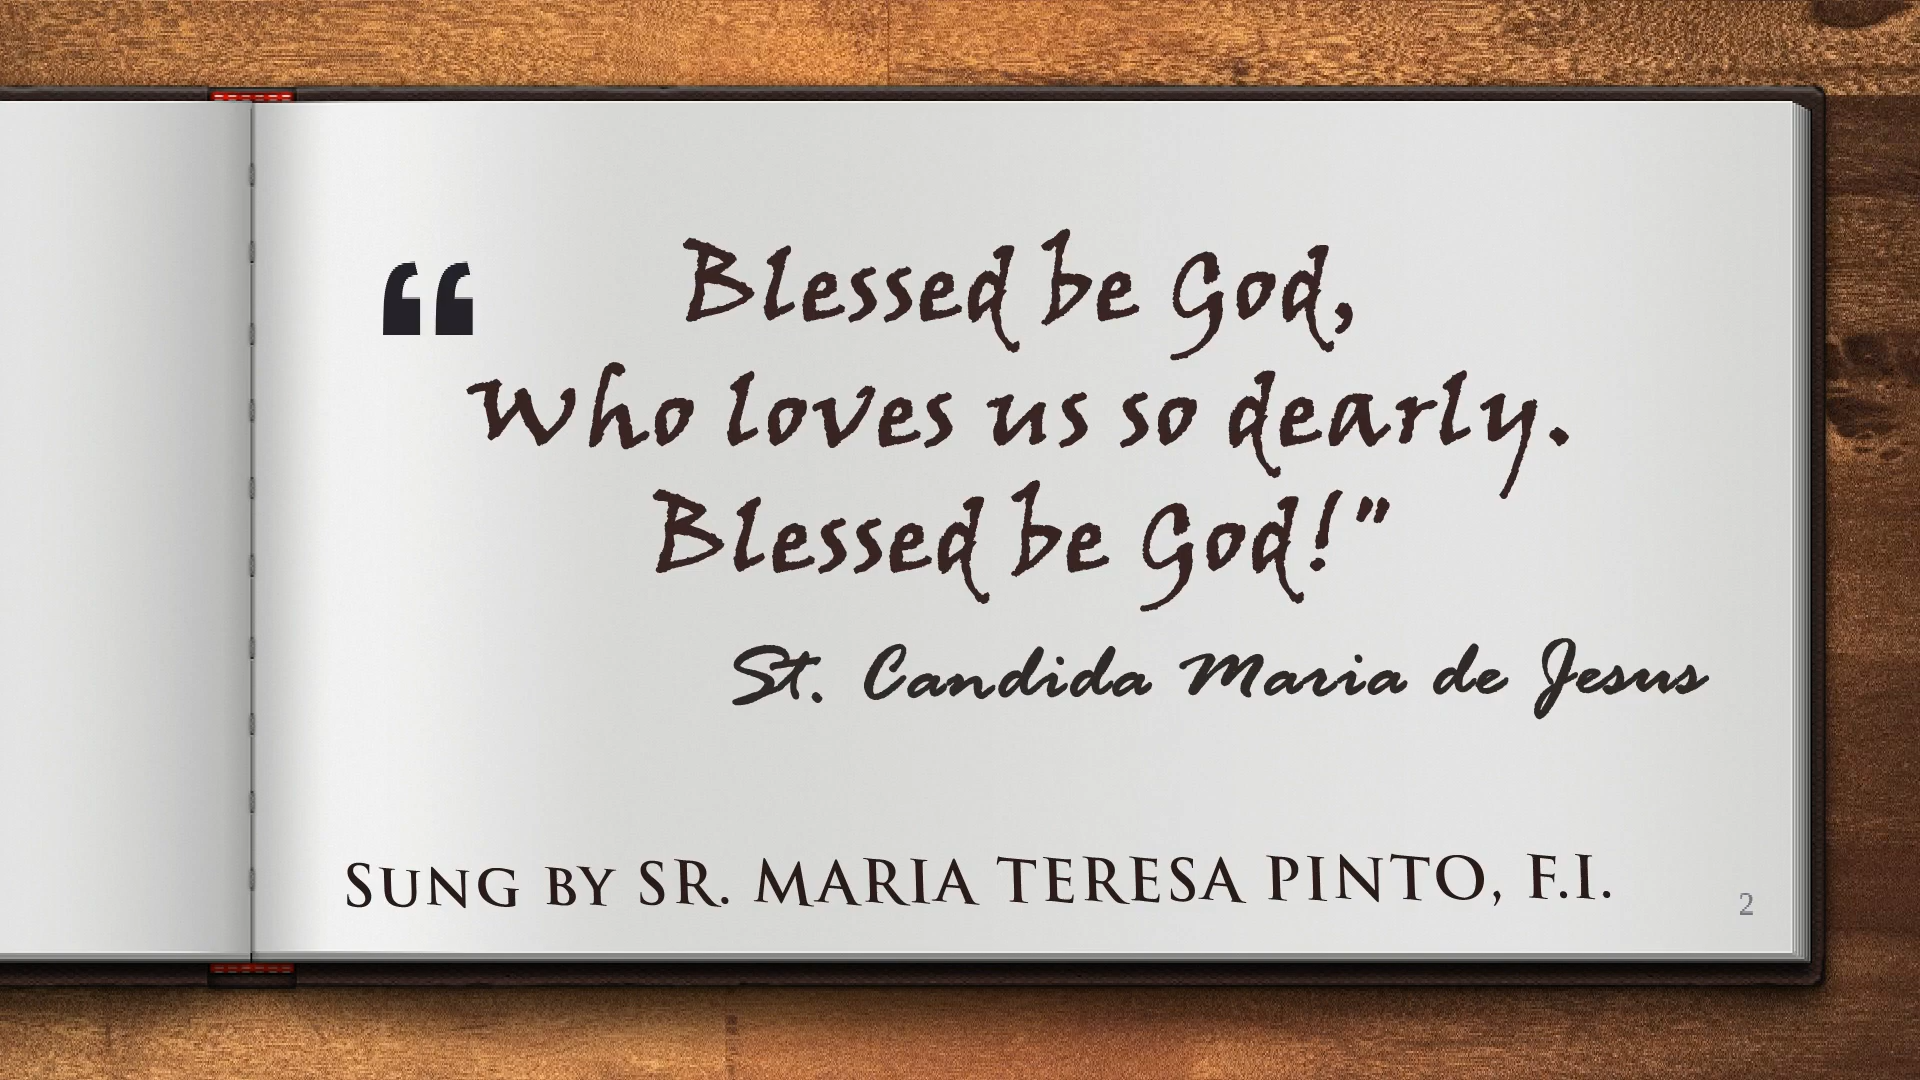 “Blessed be God,
Who loves us so dearly.
Blessed be God!”
St. Candida Maria de Jesus
SUNG BY SR. MARIA TERESA PINTO, F.I.
2